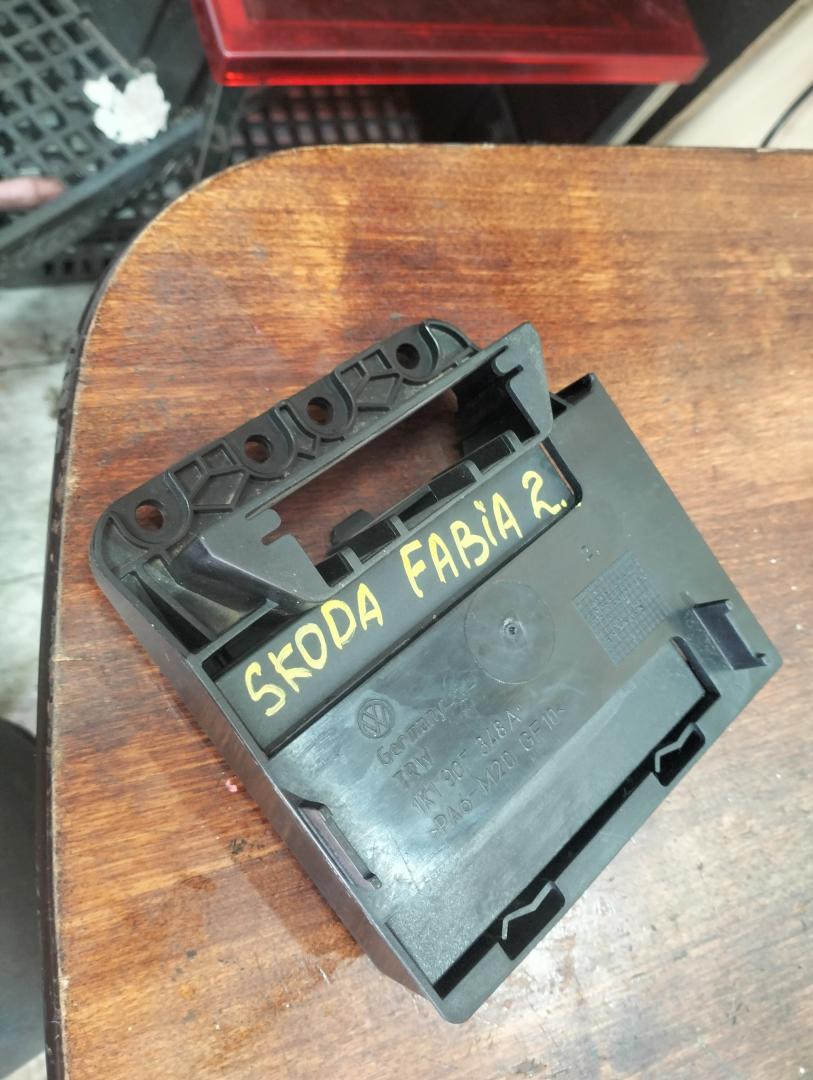 SKODA FABIA 2.
Germany
TRW
1K1 907 348A
>PA6-M20 GF10<